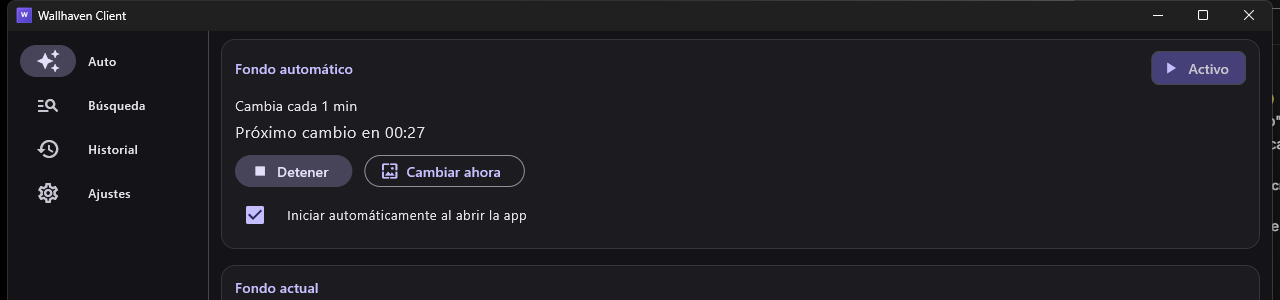 W Wallhaven Client
Auto
Búsqueda
Historial
Ajustes
Fondo automático
Activo
Cambia cada 1 min
Próximo cambio en 00:27
Detener
Cambiar ahora
Iniciar automáticamente al abrir la app
Fondo actual